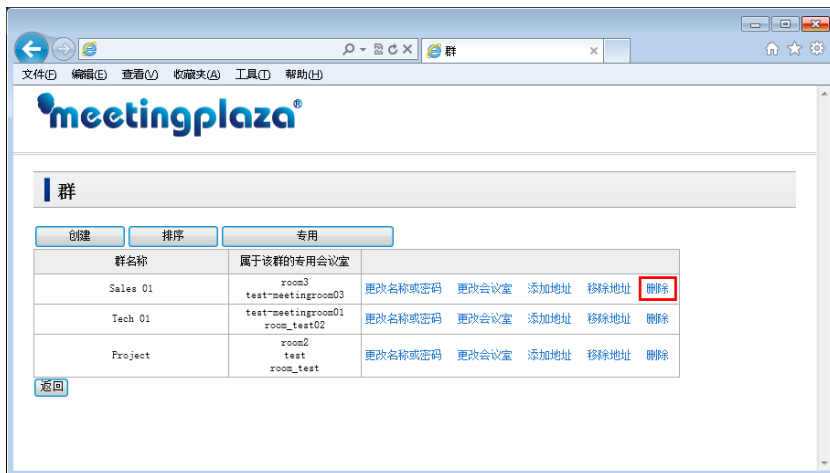 群
文件(F) 编辑(E) 查看(V) 收藏夹(A) 工具(T) 帮助(H)
meetingplaza®
群
创建 排序 专用
群名称 属于该群的专用会议室
Sales 01 room3 更改名称或密码 更改会议室 添加地址 移除地址 删除
test-meetingroom03
Tech 01 test-meetingroom01 更改名称或密码 更改会议室 添加地址 移除地址 删除
room_test02
room2
Project test 更改名称或密码 更改会议室 添加地址 移除地址 删除
room_test
返回